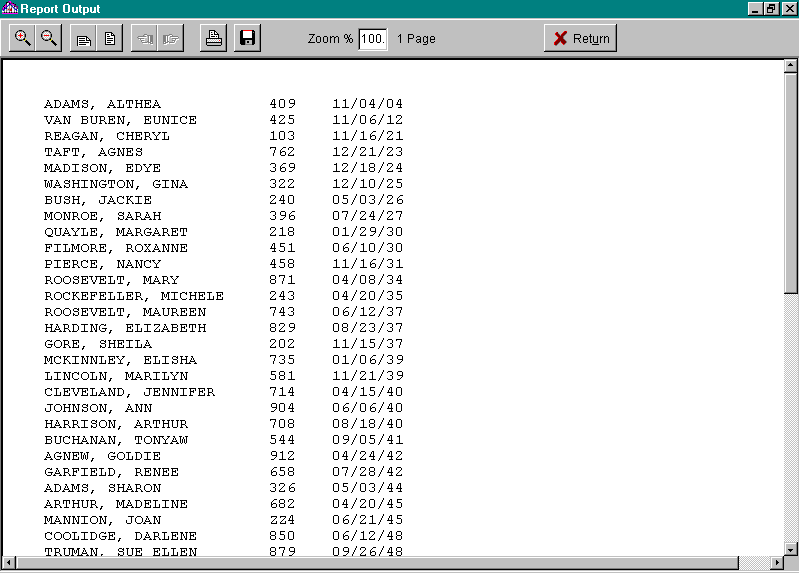 Report Output
Zoom % 100. 1 Page Return
ADAMS, ALTHEA 409 11/04/04
VAN BUREN, EUNICE 425 11/06/12
REAGAN, CHERYL 103 11/16/21
TAFT, AGNES 762 12/21/23
MADISON, EDYE 369 12/18/24
WASHINGTON, GINA 322 12/10/25
BUSH, JACKIE 240 05/03/26
MONROE, SARAH 396 07/24/27
QUAYLE, MARGARET 218 01/29/30
FILMORE, ROXANNE 451 06/10/30
PIERCE, NANCY 458 11/16/31
ROOSEVELT, MARY 871 04/08/34
ROCKEFELLER, MICHELE 243 04/20/35
ROOSEVELT, MAUREEN 743 06/12/37
HARDING, ELIZABETH 829 08/23/37
GORE, SHEILA 202 11/15/37
MCKINNLEY, ELISHA 735 01/06/39
LINCOLN, MARILYN 581 11/21/39
CLEVELAND, JENNIFER 714 04/15/40
JOHNSON, ANN 904 06/06/40
HARRISON, ARTHUR 708 08/18/40
BUCHANAN, TONYAW 544 09/05/41
AGNEW, GOLDIE 912 04/24/42
GARFIELD, RENEE 658 07/28/42
ADAMS, SHARON 326 05/03/44
ARTHUR, MADELINE 682 04/20/45
MANNION, JOAN ZZ4 06/21/45
COOLIDGE, DARLENE 850 06/12/48
TRUMAN, SUE ELLEN 879 09/26/48